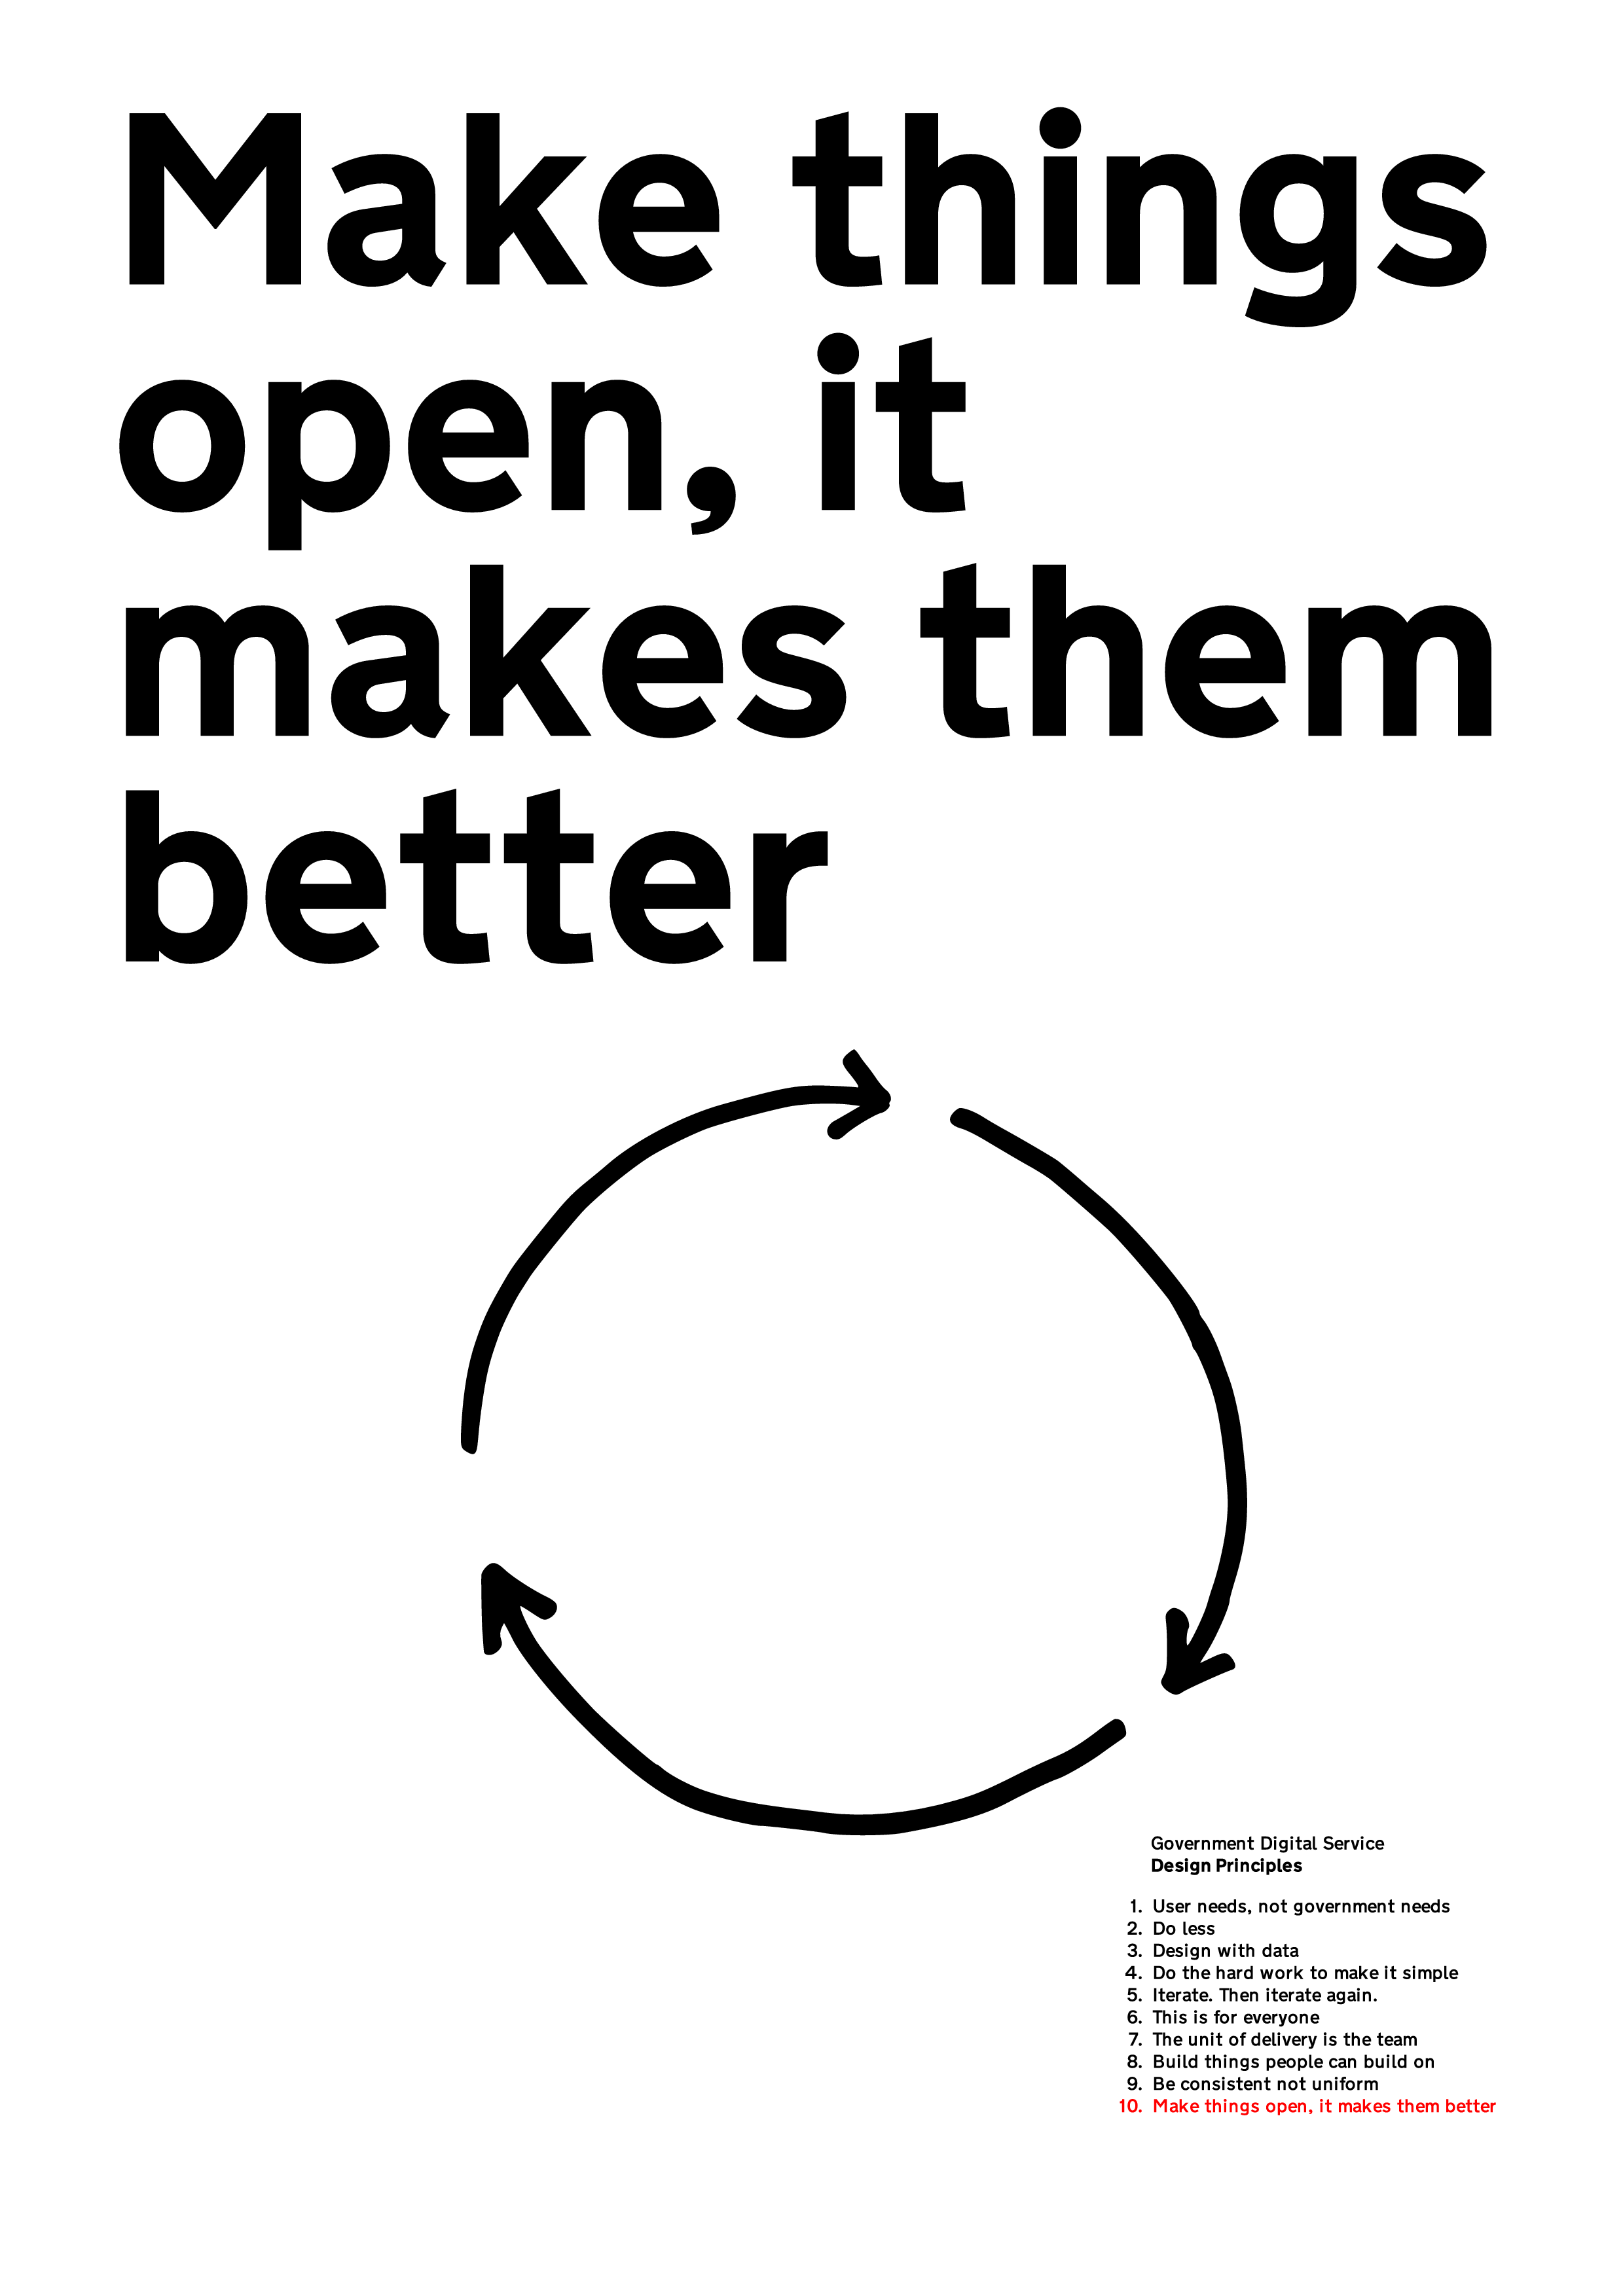 Make things
open, it
makes them
better
Government Digital Service
Design Principles
1. User needs, not government needs
2. Do less
3. Design with data
4. Do the hard work to make it simple
5. Iterate. Then iterate again.
6. This is for everyone
7. The unit of delivery is the team
8. Build things people can build on
9. Be consistent not uniform
10. Make things open, it makes them better